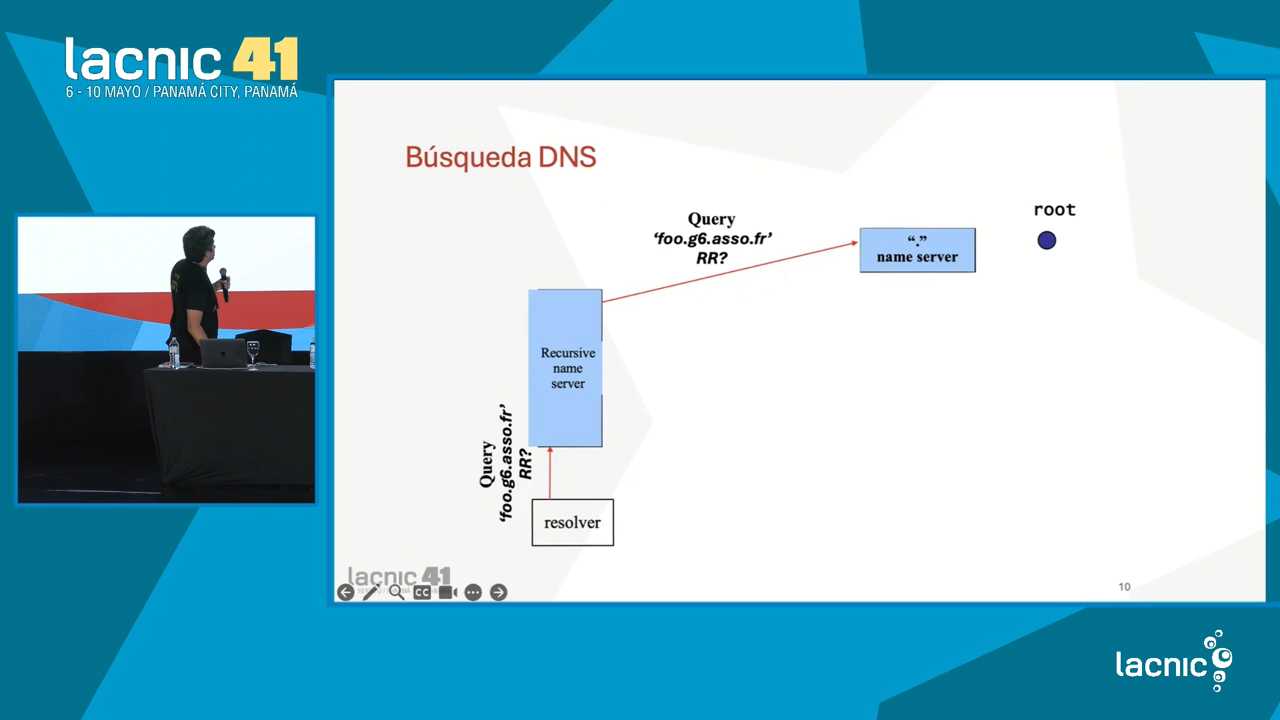 lacnic 41
6 - 10 MAYO / PANAMÁ CITY, PANAMÁ
Búsqueda DNS
Query
‘foo.g6.asso.fr’
RR?
“.”
name server
root
Recursive
name
server
Query
‘foo.g6.asso.fr’
RR?
resolver
lacnic 41
CC
10
lacnic